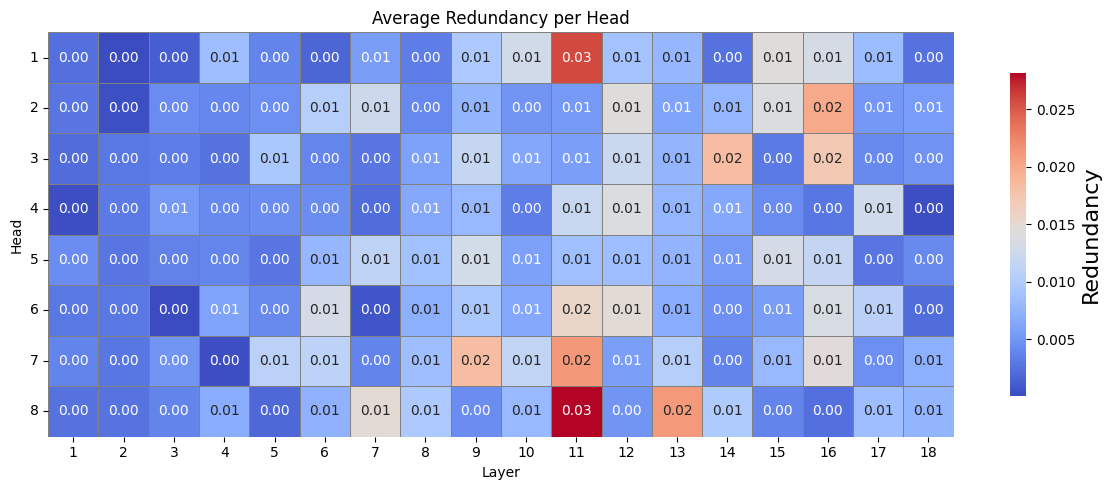 Average Redundancy per Head
1 0.00 0.00 0.00 0.01 0.00 0.00 0.01 0.00 0.01 0.01 0.03 0.01 0.01 0.00 0.01 0.01 0.01 0.00
2 0.00 0.00 0.00 0.00 0.00 0.01 0.01 0.00 0.01 0.00 0.01 0.01 0.01 0.01 0.01 0.02 0.01 0.01
3 0.00 0.00 0.00 0.00 0.01 0.00 0.00 0.01 0.01 0.01 0.01 0.01 0.01 0.02 0.00 0.02 0.00 0.00
4 0.00 0.00 0.01 0.00 0.00 0.00 0.00 0.01 0.01 0.00 0.01 0.01 0.01 0.01 0.00 0.00 0.01 0.00
5 0.00 0.00 0.00 0.00 0.00 0.01 0.01 0.01 0.01 0.01 0.01 0.01 0.01 0.01 0.01 0.01 0.00 0.00
6 0.00 0.00 0.00 0.01 0.00 0.01 0.00 0.01 0.01 0.01 0.02 0.01 0.01 0.00 0.01 0.01 0.01 0.00
7 0.00 0.00 0.00 0.00 0.01 0.01 0.00 0.01 0.02 0.01 0.02 0.01 0.01 0.00 0.01 0.01 0.00 0.01
8 0.00 0.00 0.00 0.01 0.00 0.01 0.01 0.01 0.00 0.01 0.03 0.00 0.02 0.01 0.00 0.00 0.01 0.01
1 2 3 4 5 6 7 8 9 10 11 12 13 14 15 16 17 18
Layer
Head
0.025
0.020
0.015
0.010
0.005
Redundancy